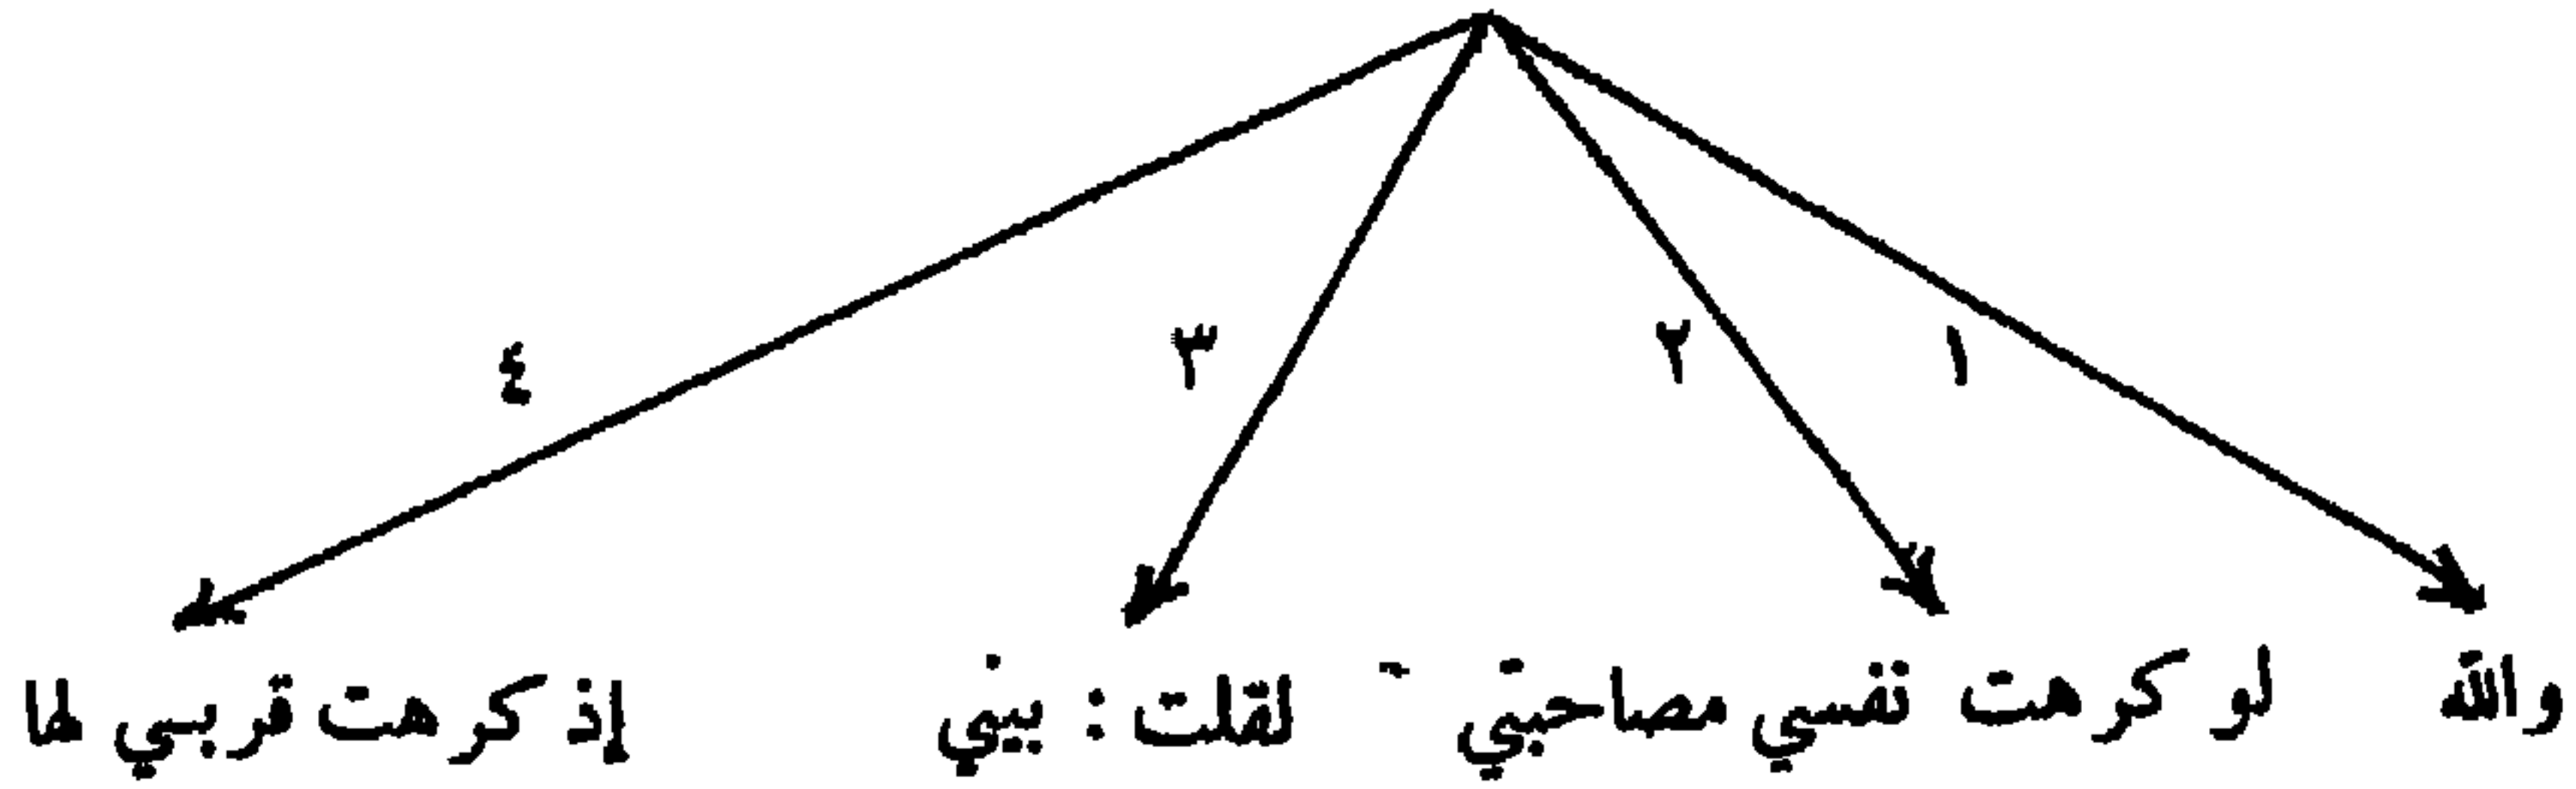 ١ ٢ ٣ ٤
والله لو كرهت نفسي مصاحبتي لقلت : بيني إذ كرهت قربي لها